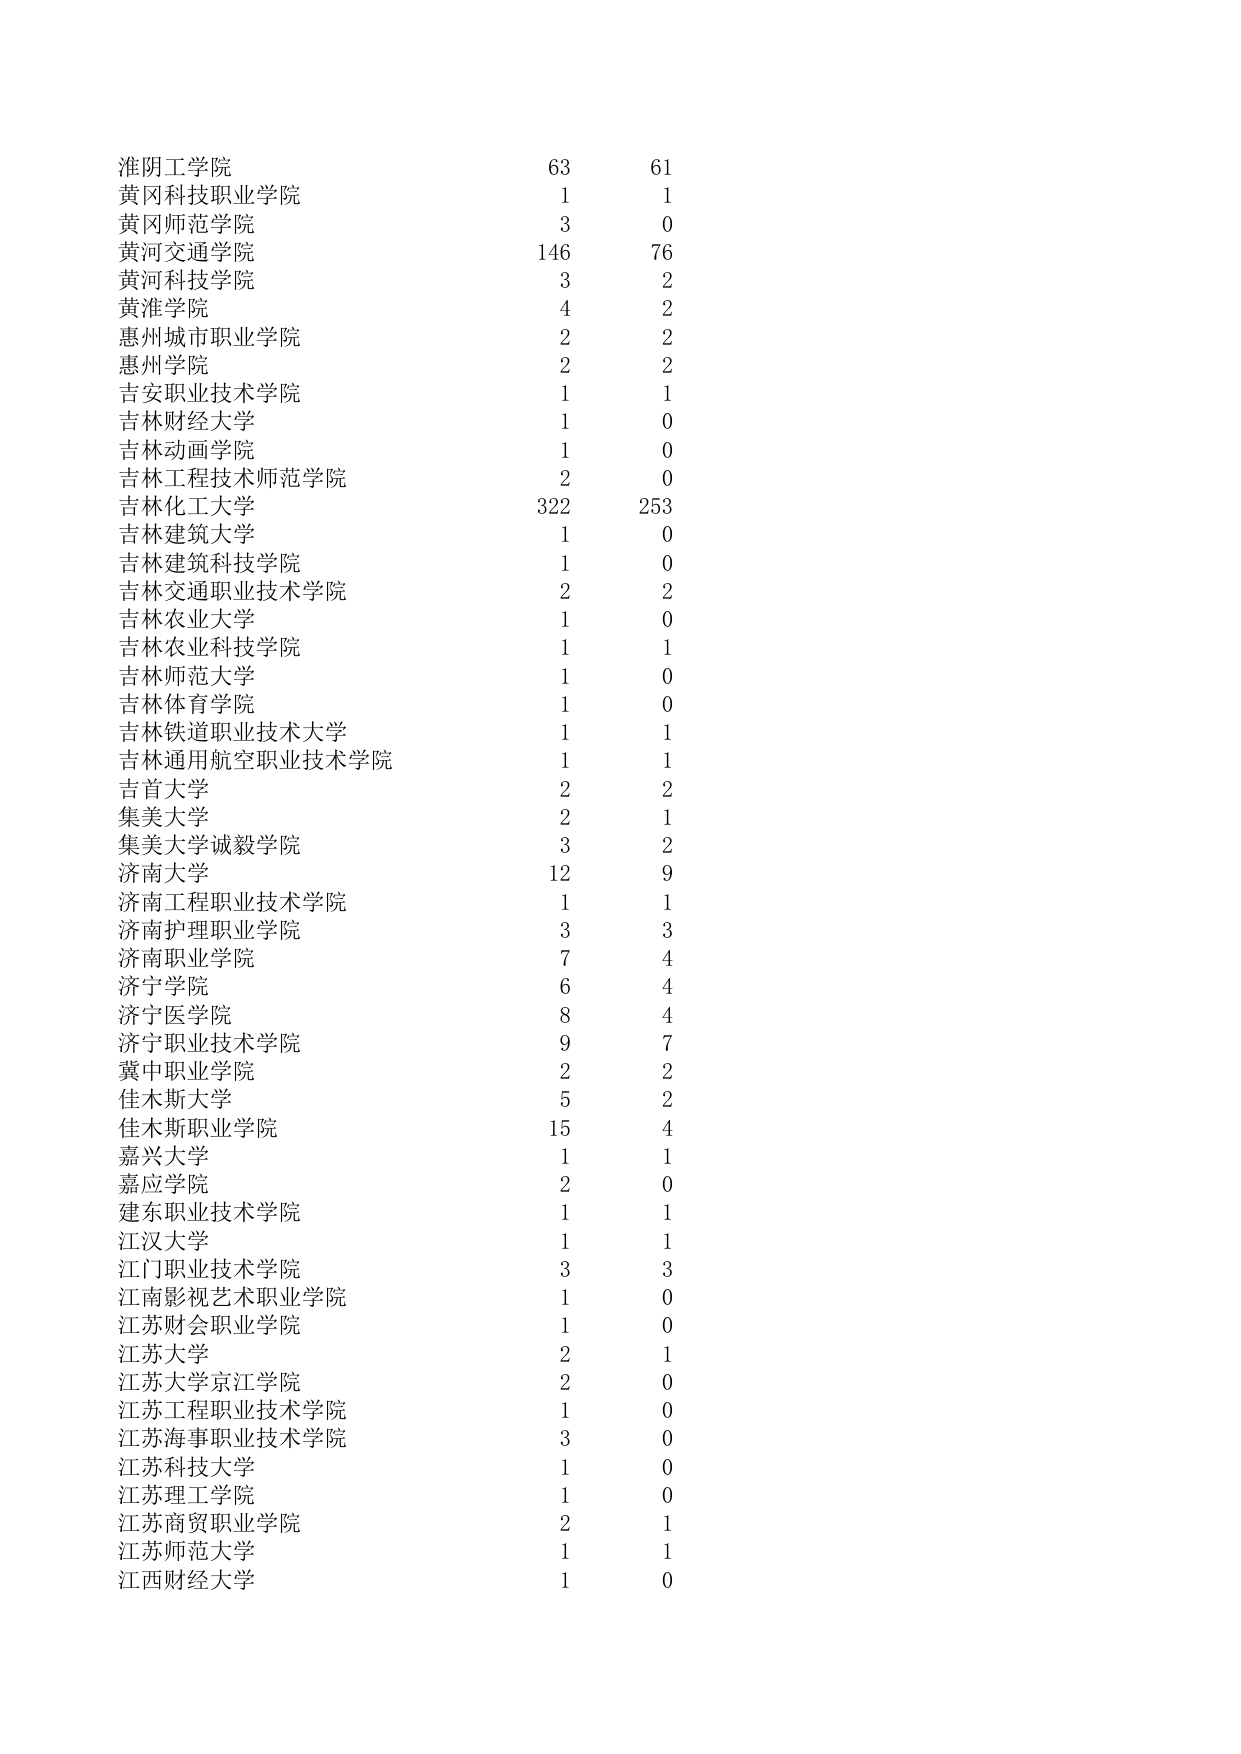 淮阴工学院 63 61
黄冈科技职业学院 1 1
黄冈师范学院 3 0
黄河交通学院 146 76
黄河科技学院 3 2
黄淮学院 4 2
惠州城市职业学院 2 2
惠州学院 2 2
吉安职业技术学院 1 1
吉林财经大学 1 0
吉林动画学院 1 0
吉林工程技术师范学院 2 0
吉林化工大学 322 253
吉林建筑大学 1 0
吉林建筑科技学院 1 0
吉林交通职业技术学院 2 2
吉林农业大学 1 0
吉林农业科技学院 1 1
吉林师范大学 1 0
吉林体育学院 1 0
吉林铁道职业技术大学 1 1
吉林通用航空职业技术学院 1 1
吉首大学 2 2
集美大学 2 1
集美大学诚毅学院 3 2
济南大学 12 9
济南工程职业技术学院 1 1
济南护理职业学院 3 3
济南职业学院 7 4
济宁学院 6 4
济宁医学院 8 4
济宁职业技术学院 9 7
冀中职业学院 2 2
佳木斯大学 5 2
佳木斯职业学院 15 4
嘉兴大学 1 1
嘉应学院 2 0
建东职业技术学院 1 1
江汉大学 1 1
江门职业技术学院 3 3
江南影视艺术职业学院 1 0
江苏财会职业学院 1 0
江苏大学 2 1
江苏大学京江学院 2 0
江苏工程职业技术学院 1 0
江苏海事职业技术学院 3 0
江苏科技大学 1 0
江苏理工学院 1 0
江苏商贸职业学院 2 1
江苏师范大学 1 1
江西财经大学 1 0